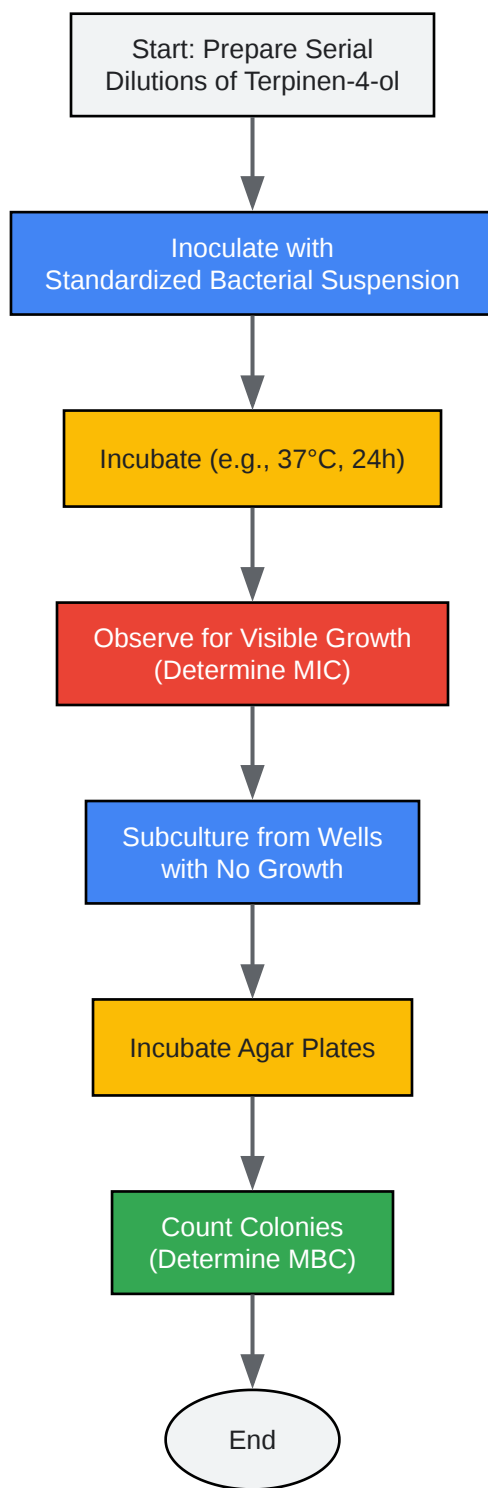 Start: Prepare Serial
Dilutions of Terpinen-4-ol
Inoculate with
Standardized Bacterial Suspension
Incubate (e.g., 37°C, 24h)
Observe for Visible Growth
(Determine MIC)
Subculture from Wells
with No Growth
Incubate Agar Plates
Count Colonies
(Determine MBC)
End